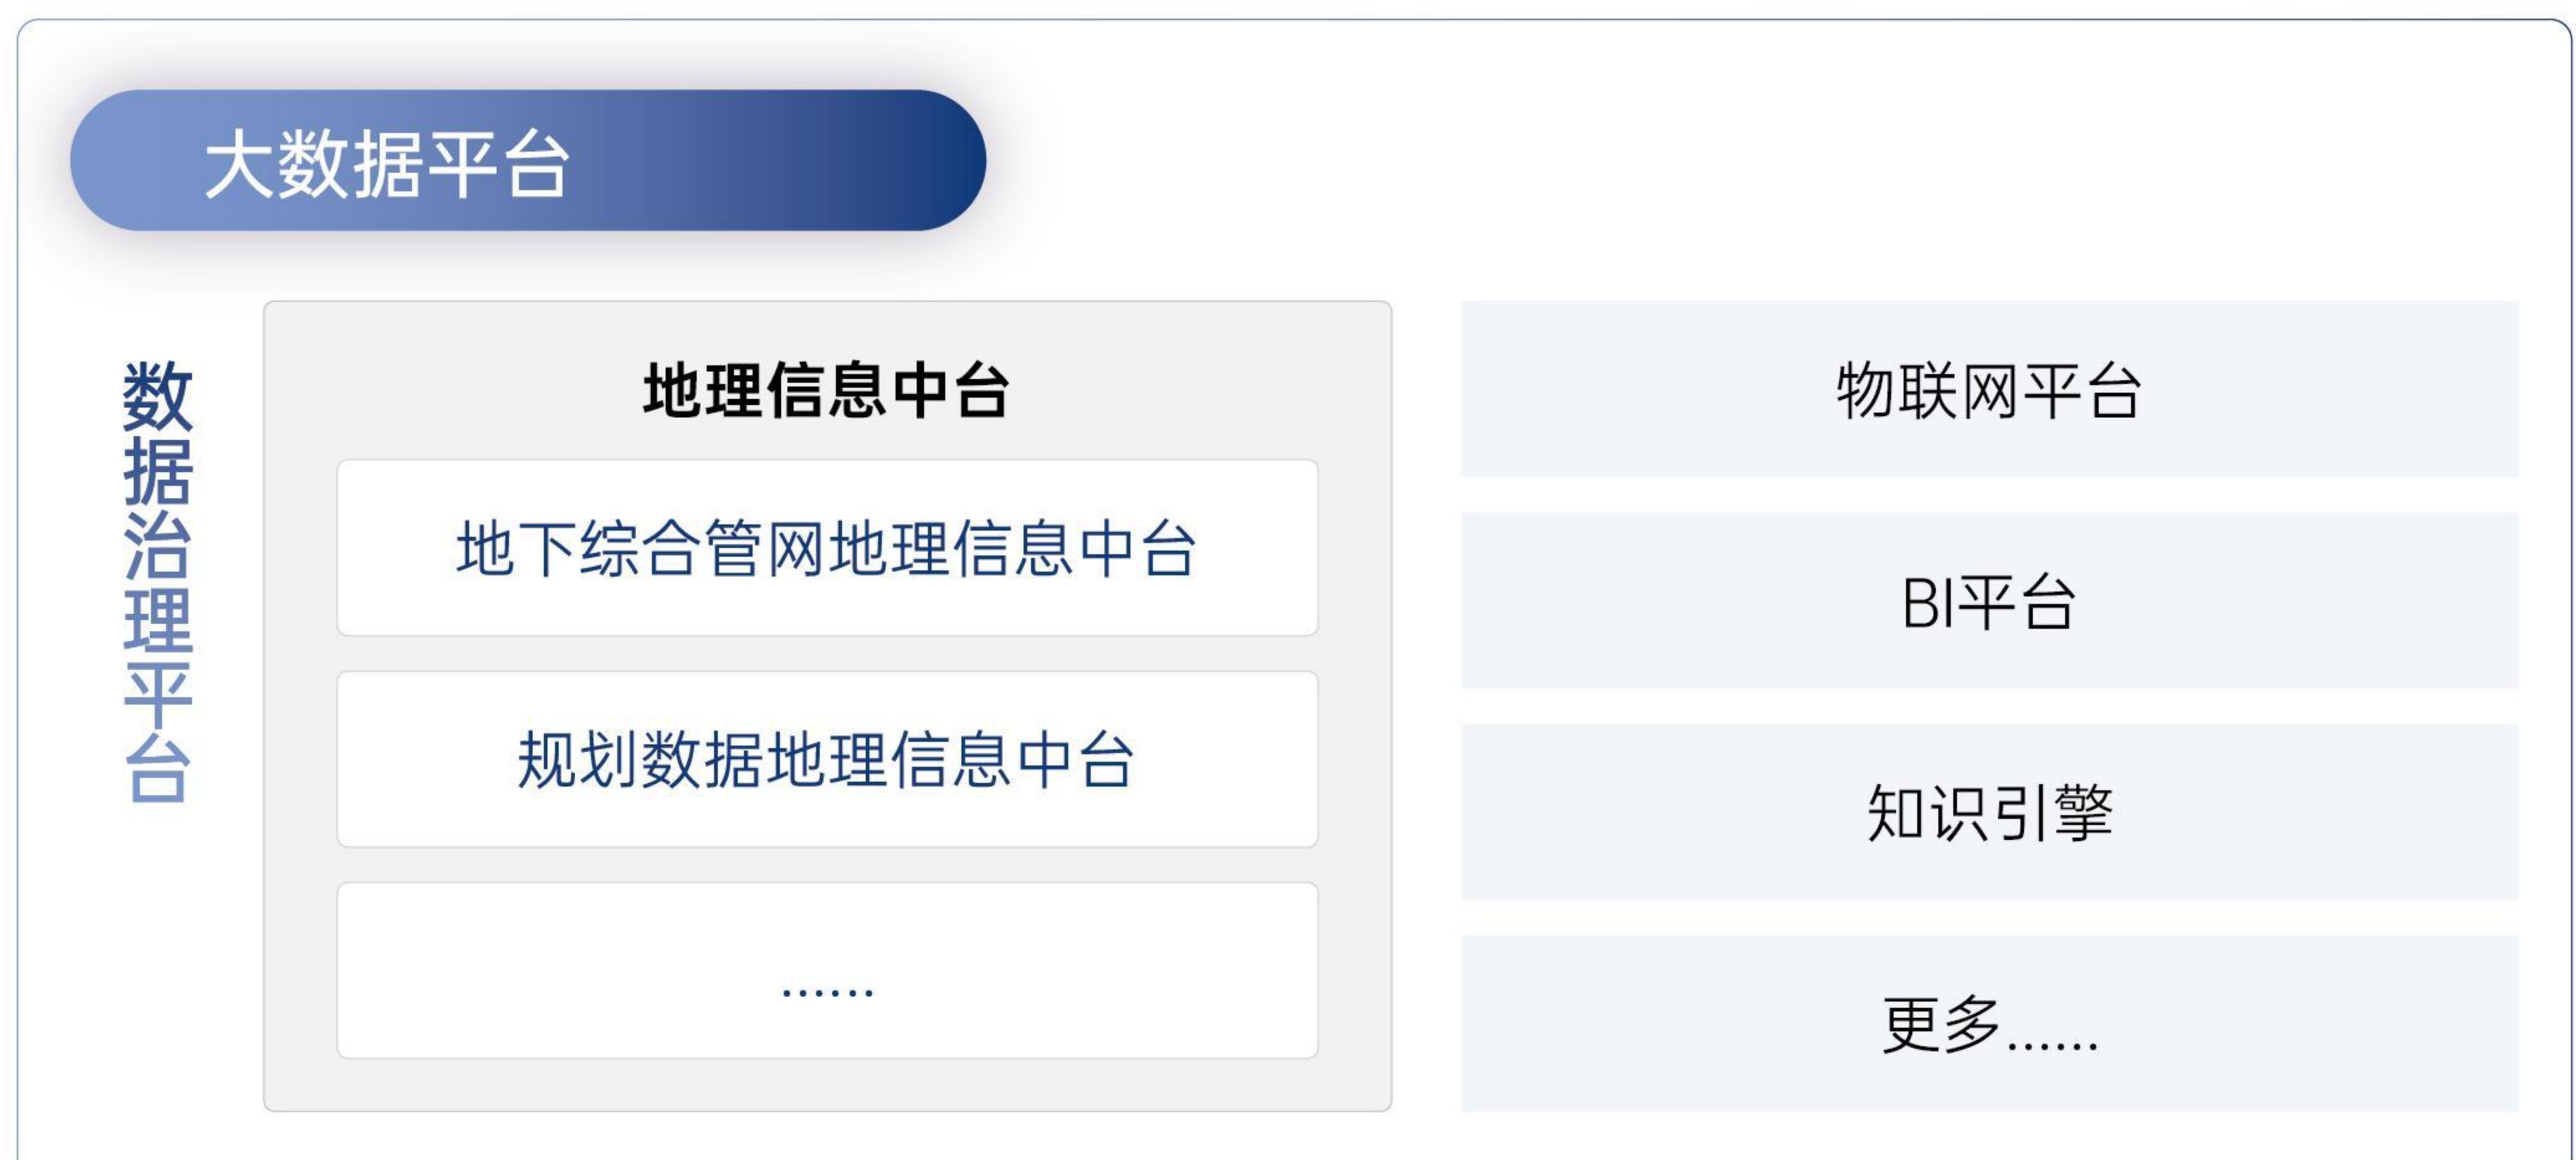 大数据平台
数据治理平台
地理信息中台
地下综合管网地理信息中台
规划数据地理信息中台
......
物联网平台
BI平台
知识引擎
更多......